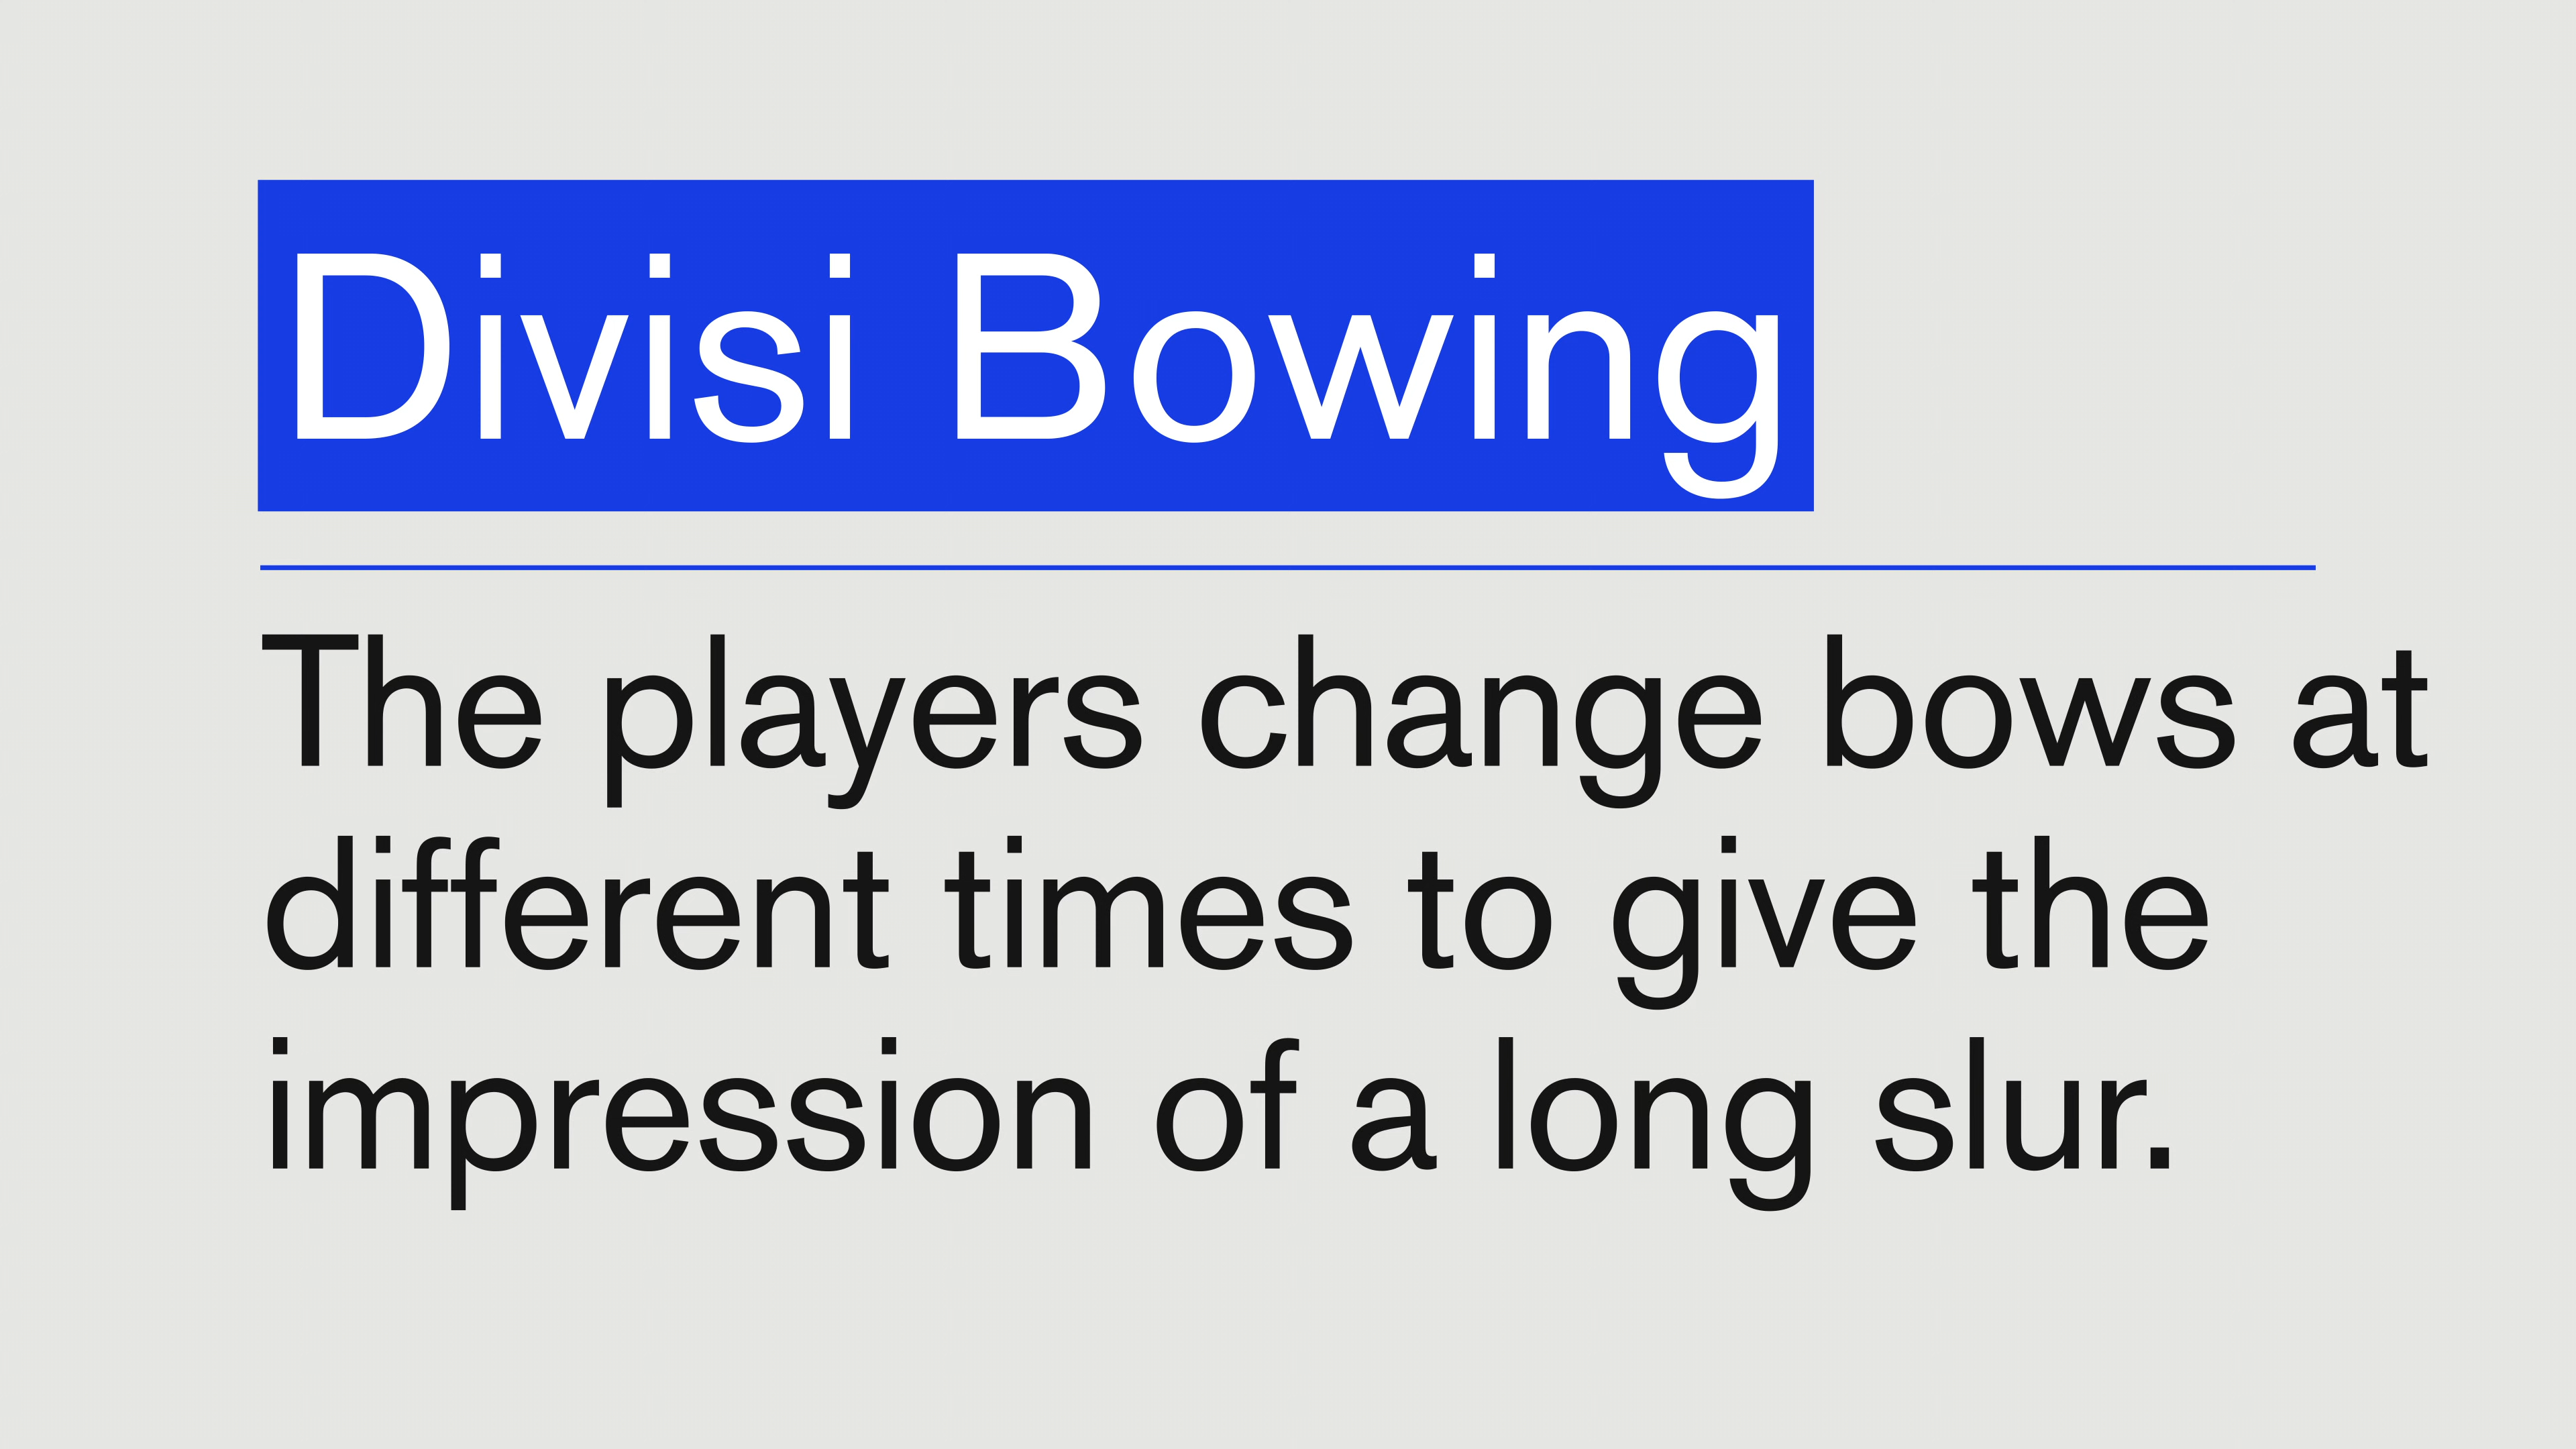 Divisi Bowing
The players change bows at
different times to give the
impression of a long slur.